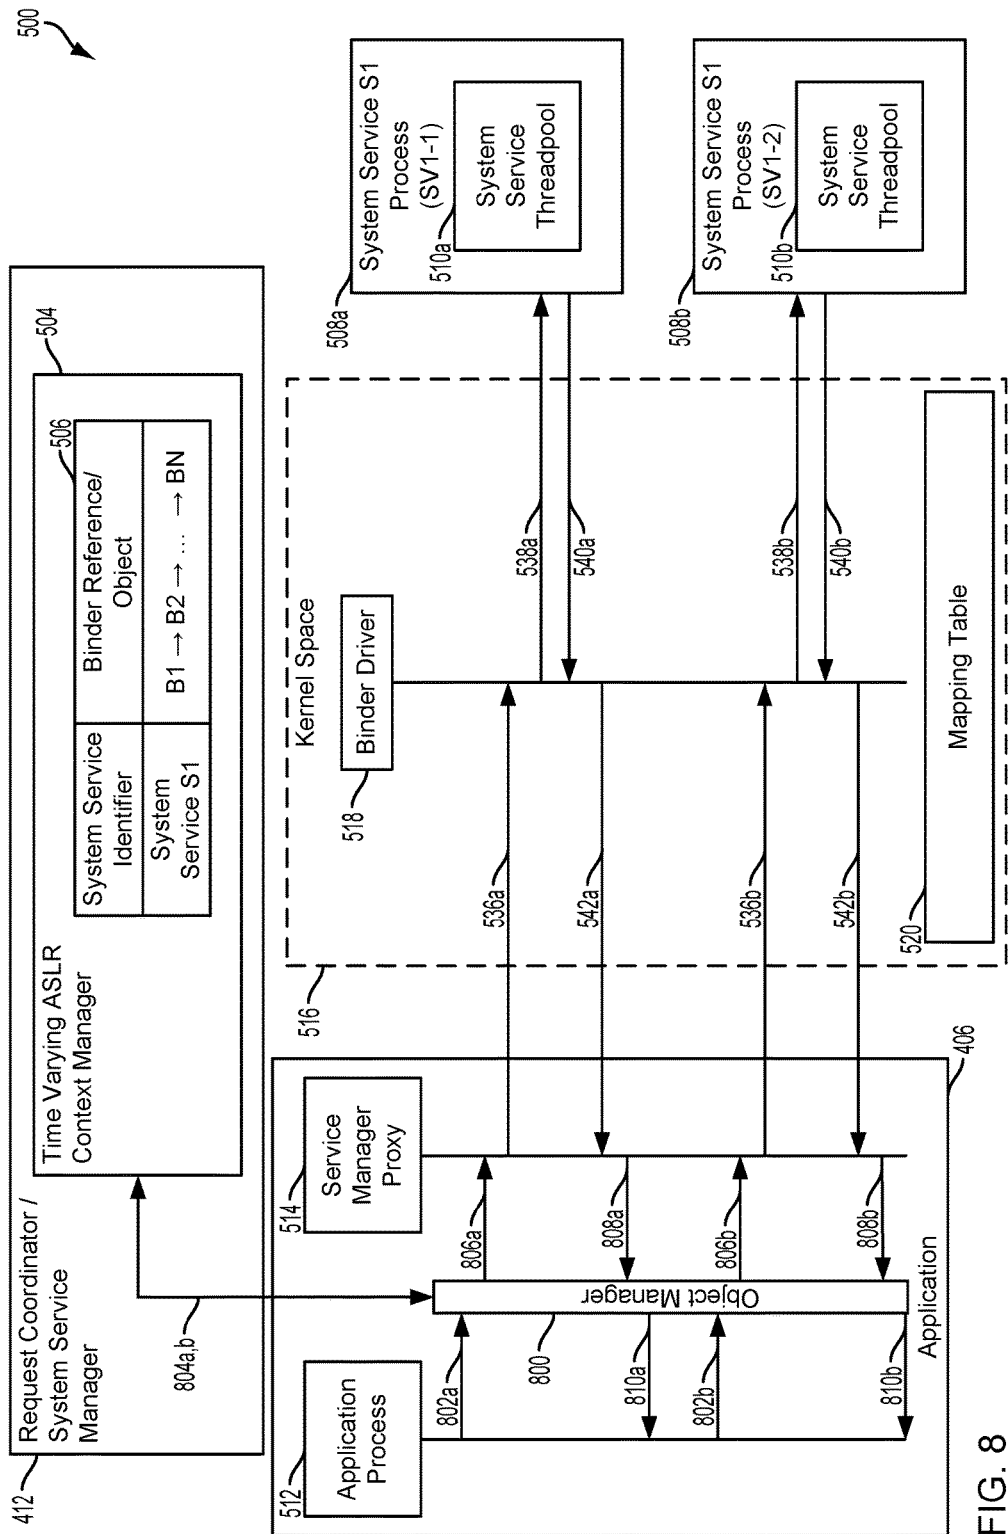 500
412
Request Coordinator /
System Service
Manager
504
Time Varying ASLR
Context Manager
506
System Service
Identifier
Binder Reference/
Object
System
Service S1
B1 → B2 → ... → BN
804a,b
512
Application
Process
514
Service
Manager
Proxy
802a
806a
800
Object Manager
810a
808a
802b
806b
810b
808b
Application
406
516
Kernel Space
518
Binder Driver
536a
538a
542a
540a
536b
538b
542b
540b
520
Mapping Table
508a
System Service S1
Process
(SV1-1)
510a
System
Service
Threadpool
508b
System Service S1
Process
(SV1-2)
510b
System
Service
Threadpool
FIG. 8